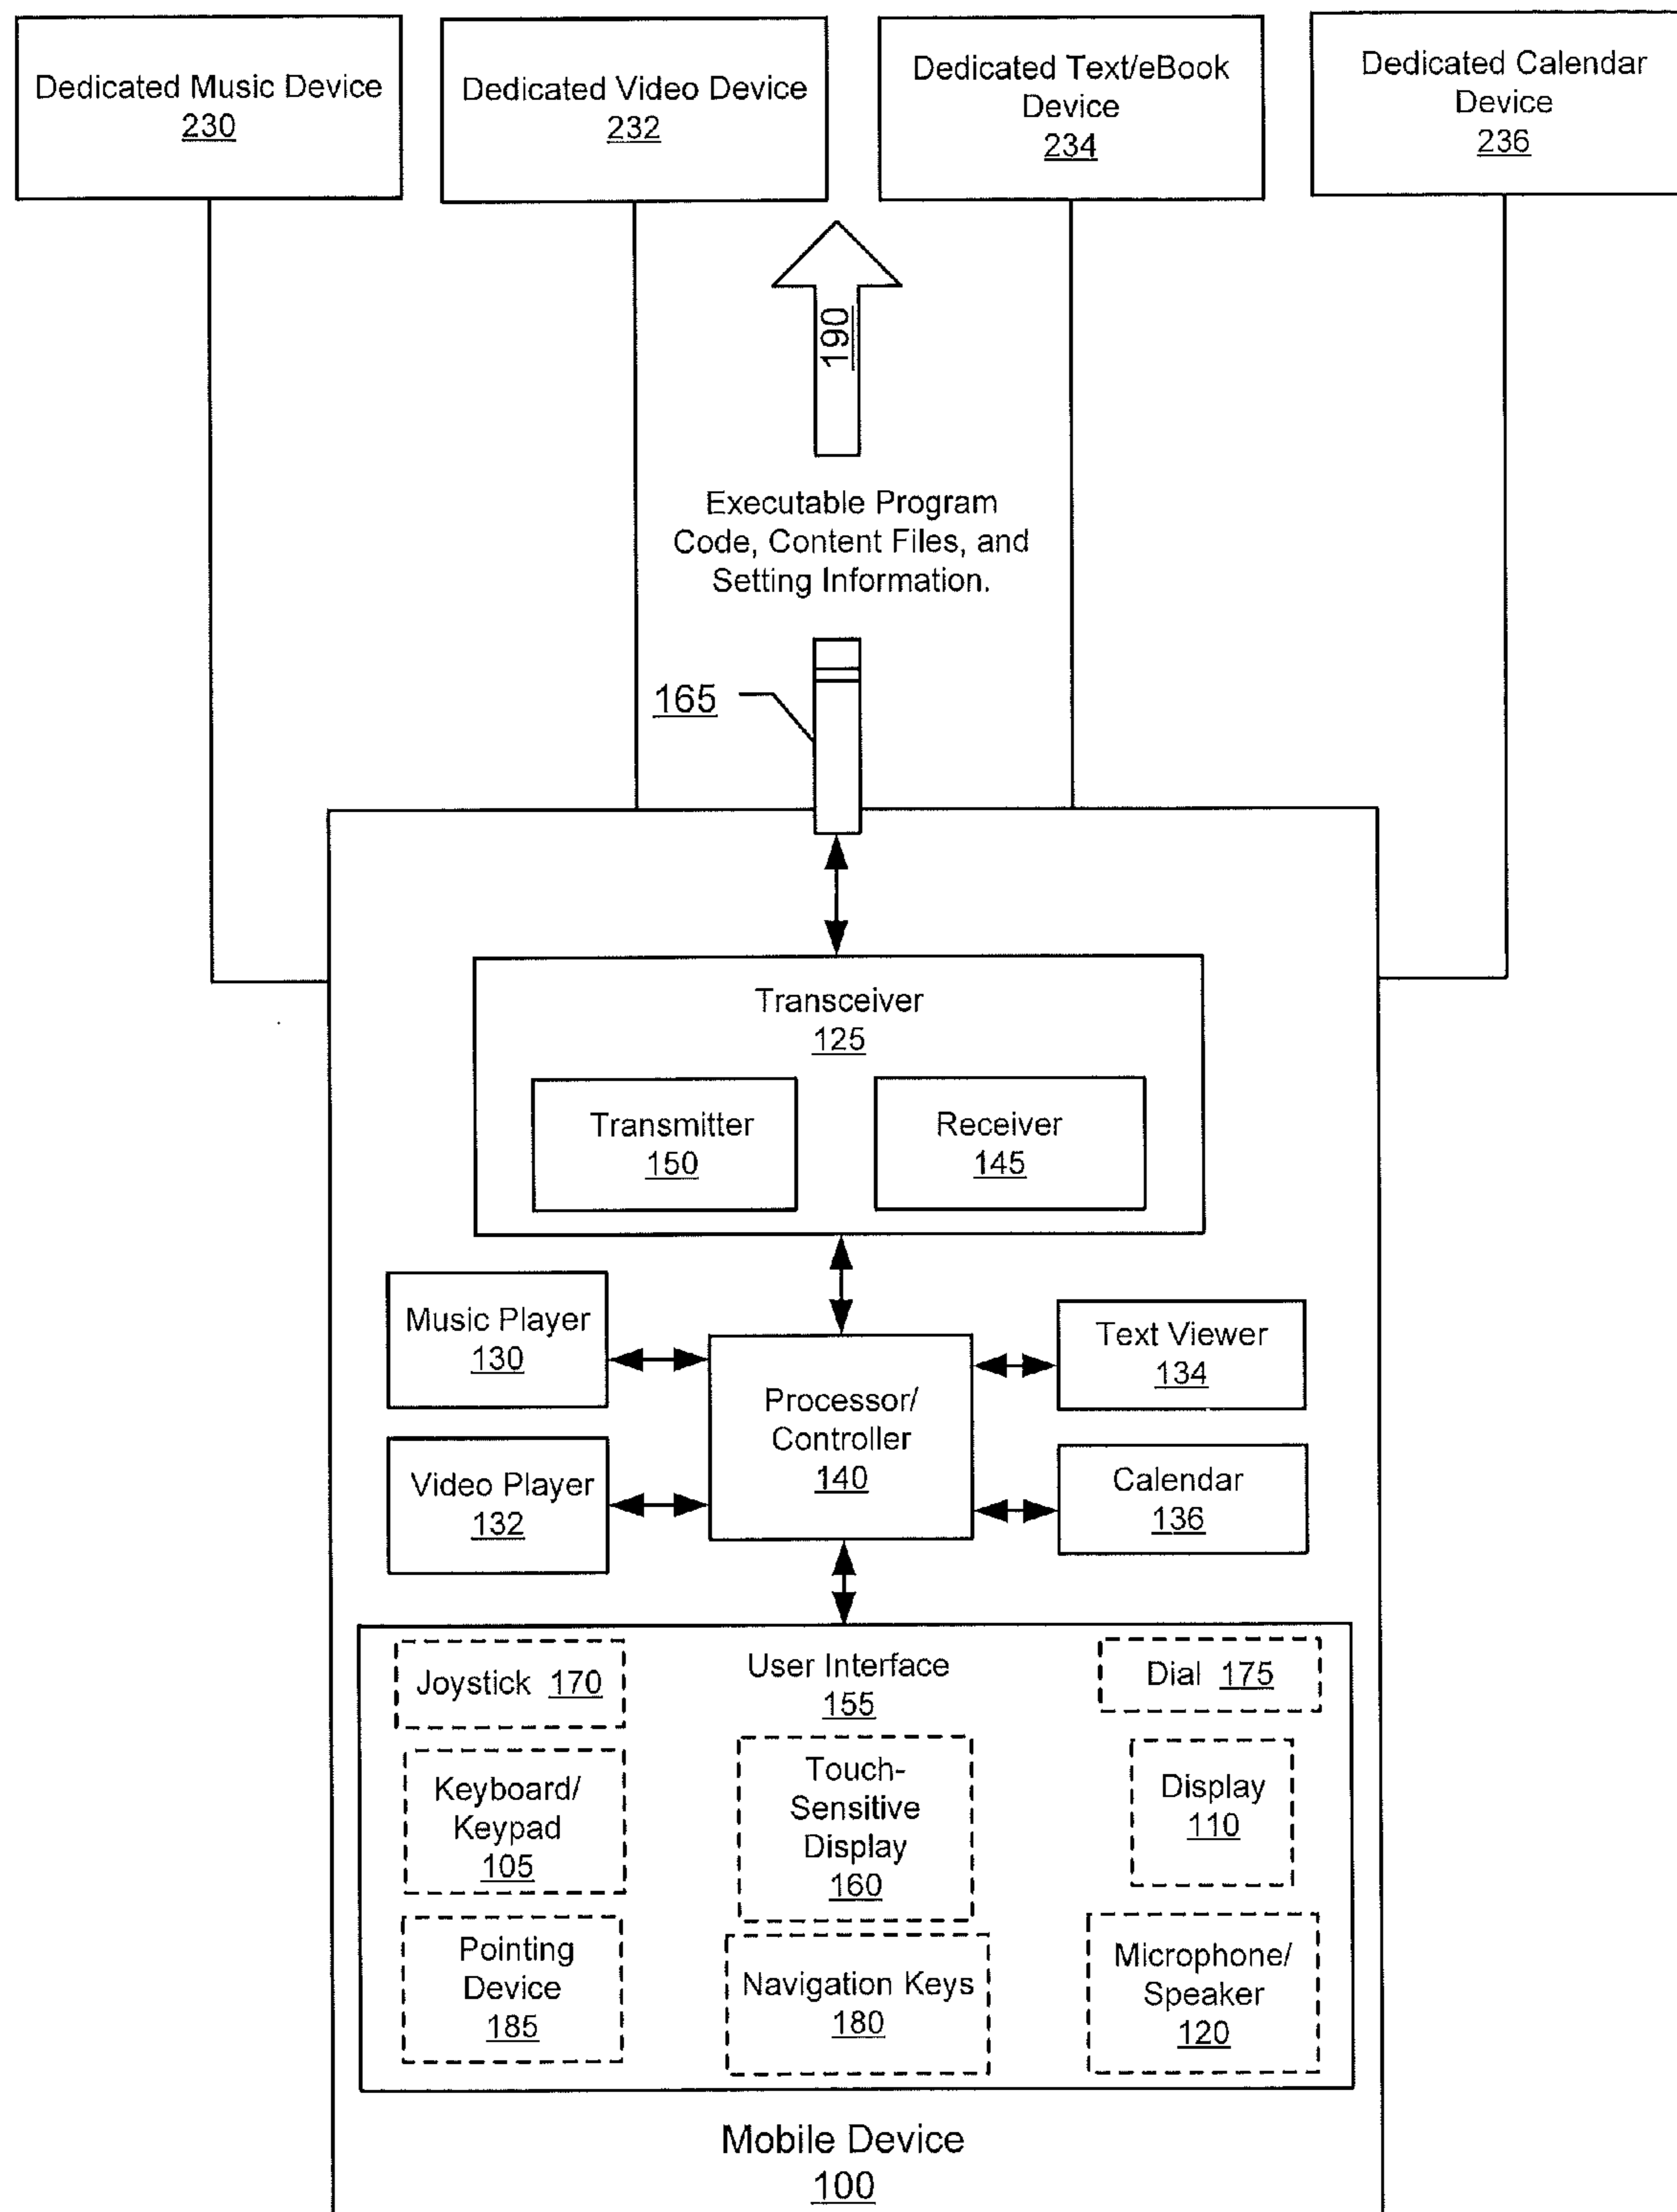 Dedicated Music Device
230
Dedicated Video Device
232
Dedicated Text/eBook
Device
234
Dedicated Calendar
Device
236
190
Executable Program
Code, Content Files, and
Setting Information.
165
Transceiver
125
Transmitter
150
Receiver
145
Music Player
130
Text Viewer
134
Processor/
Controller
140
Video Player
132
Calendar
136
Joystick 170
User Interface
155
Dial 175
Keyboard/
Keypad
105
Touch-
Sensitive
Display
160
Display
110
Pointing
Device
185
Navigation Keys
180
Microphone/
Speaker
120
Mobile Device
100